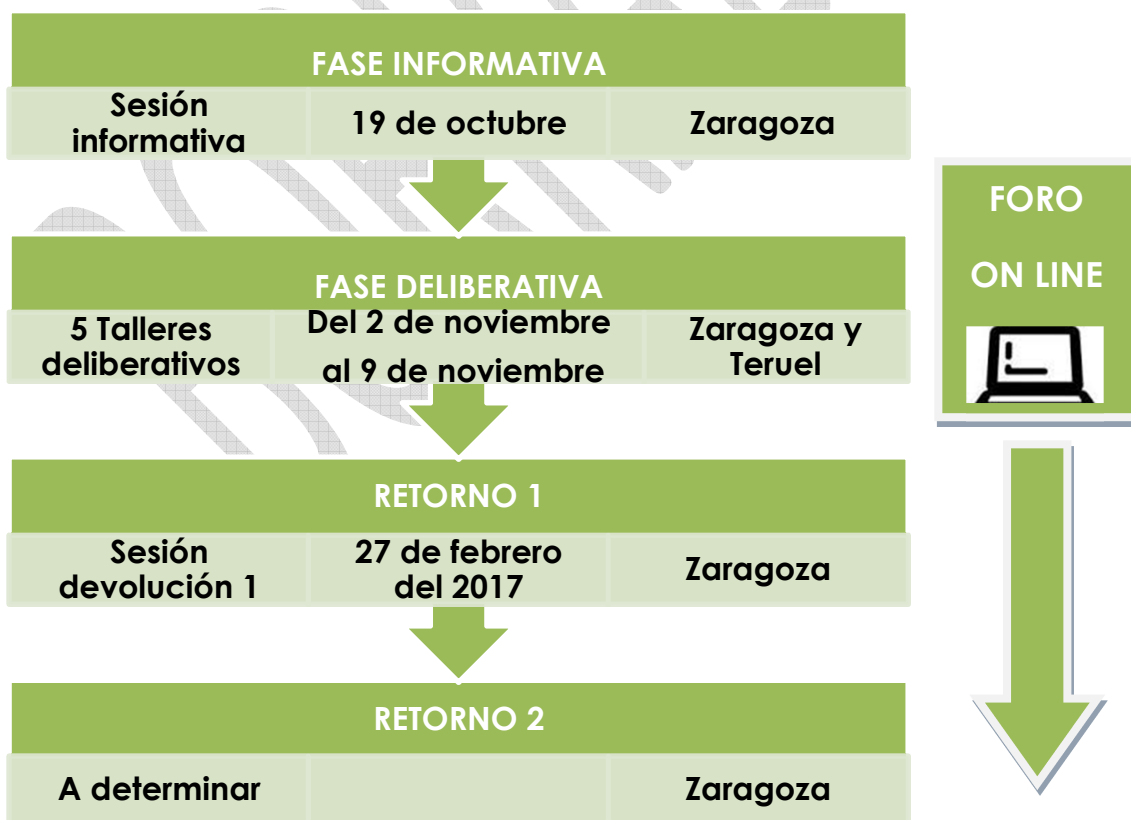 FASE INFORMATIVA
Sesión
informativa
19 de octubre
Zaragoza
FASE DELIBERATIVA
5 Talleres
deliberativos
Del 2 de noviembre
al 9 de noviembre
Zaragoza y
Teruel
RETORNO 1
Sesión
devolución 1
27 de febrero
del 2017
Zaragoza
RETORNO 2
A determinar
Zaragoza
FORO
ON LINE